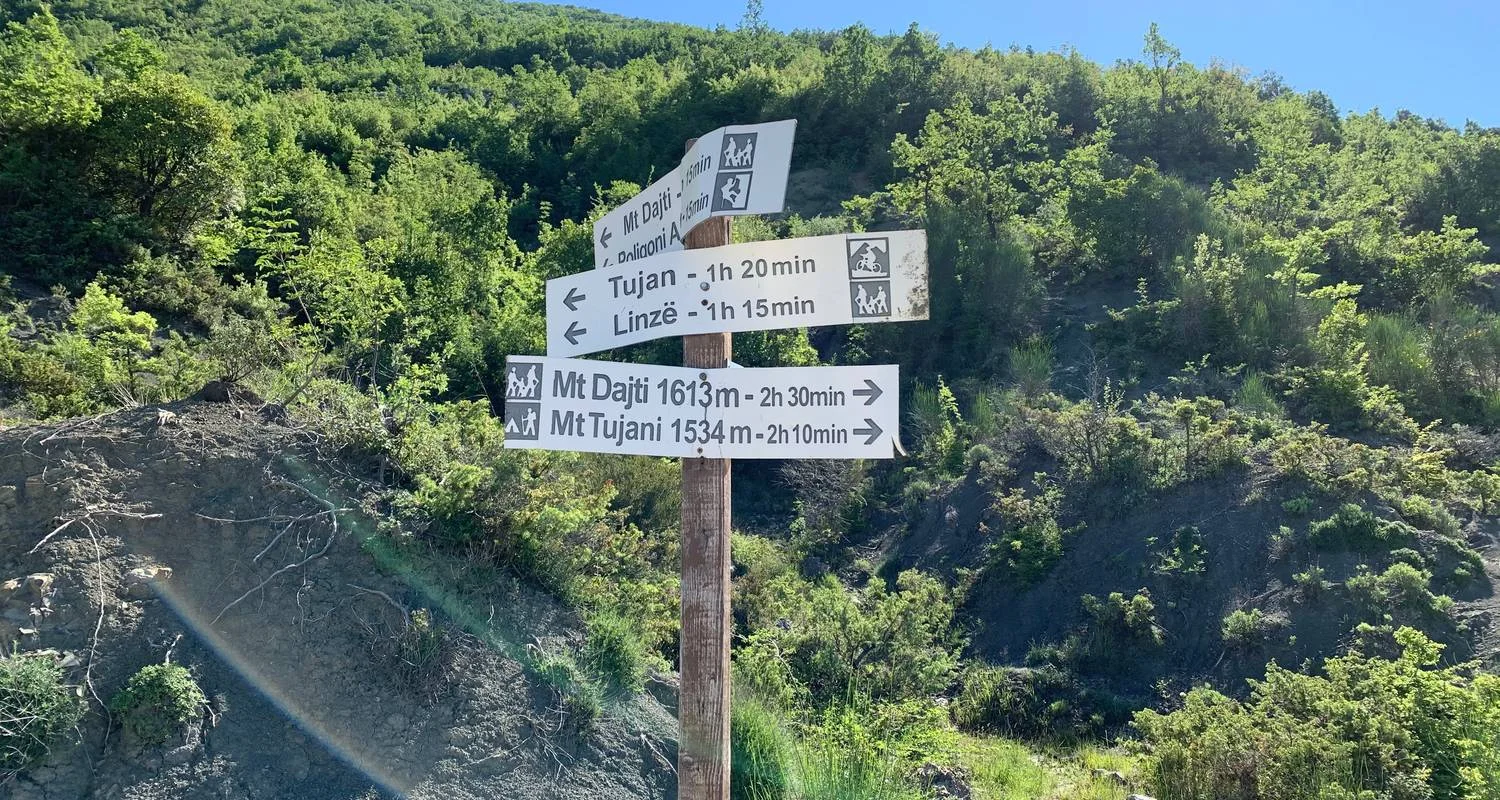 ← Mt Dajti - 15min
← Poligoni A 15min
← Tujan - 1h 20min
← Linzë - 1h 15min
Mt Dajti 1613m - 2h 30min →
Mt Tujani 1534m - 2h 10min →